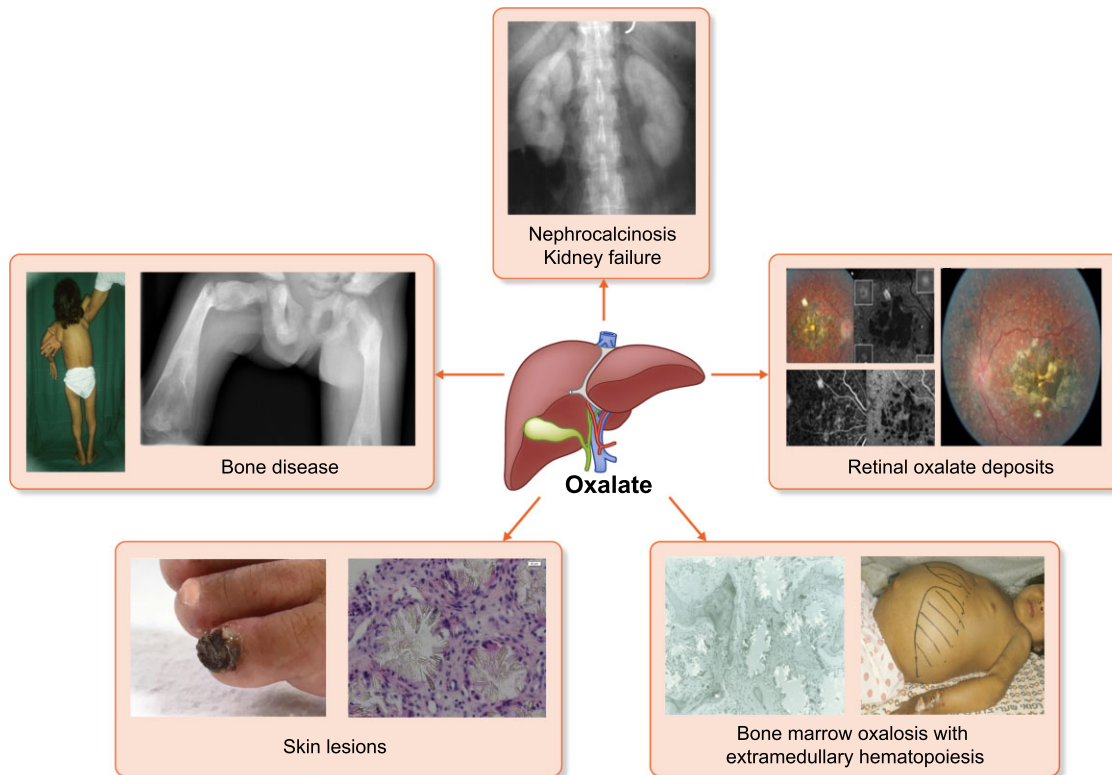 Nephrocalcinosis
Kidney failure
Bone disease
Oxalate
Retinal oxalate deposits
Skin lesions
Bone marrow oxalosis with
extramedullary hematopoiesis